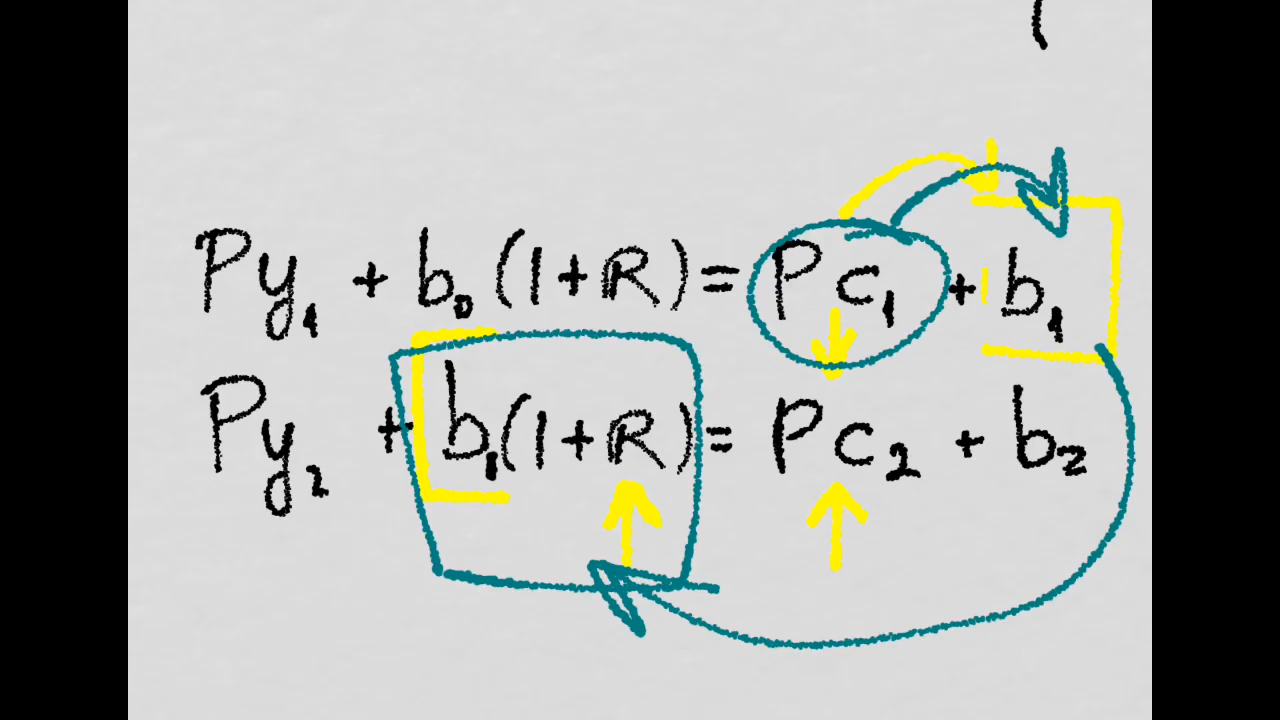 Py₁ + b₀ (1+R) = Pc₁ + b₁
Py₂ + b₁ (1+R) = Pc₂ + b₂